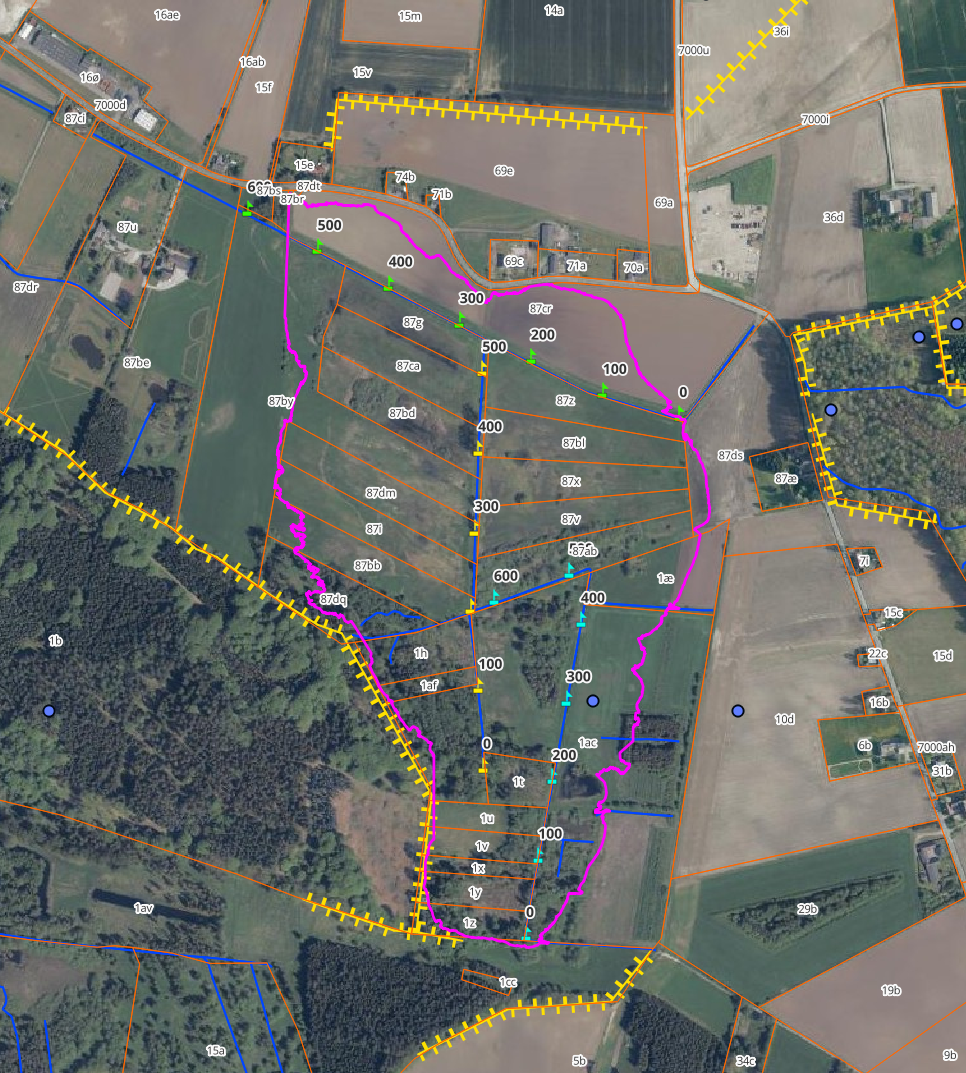 14a
16ae
15m
36i
7000u
16ab
15v
16ø
15f
7000d
87cl
7000i
15e
69e
74b
87dt
87bs
71b
87br
69a
36d
500
87u
69c
71a
70a
400
87dr
300
87cr
87g
200
500
87be
87ca
100
0
87by
87z
87bd
400
87bl
87ds
87x
87æ
87dm
300
87v
87i
87ab
7i
87bb
600
1æ
87dq
400
15c
1b
1h
22c
15d
100
300
1af
16b
10d
0
1ac
6b
7000ah
200
31b
1t
1u
100
1v
1x
1y
1av
0
29b
1z
1cc
19b
15a
9b
5b
34c